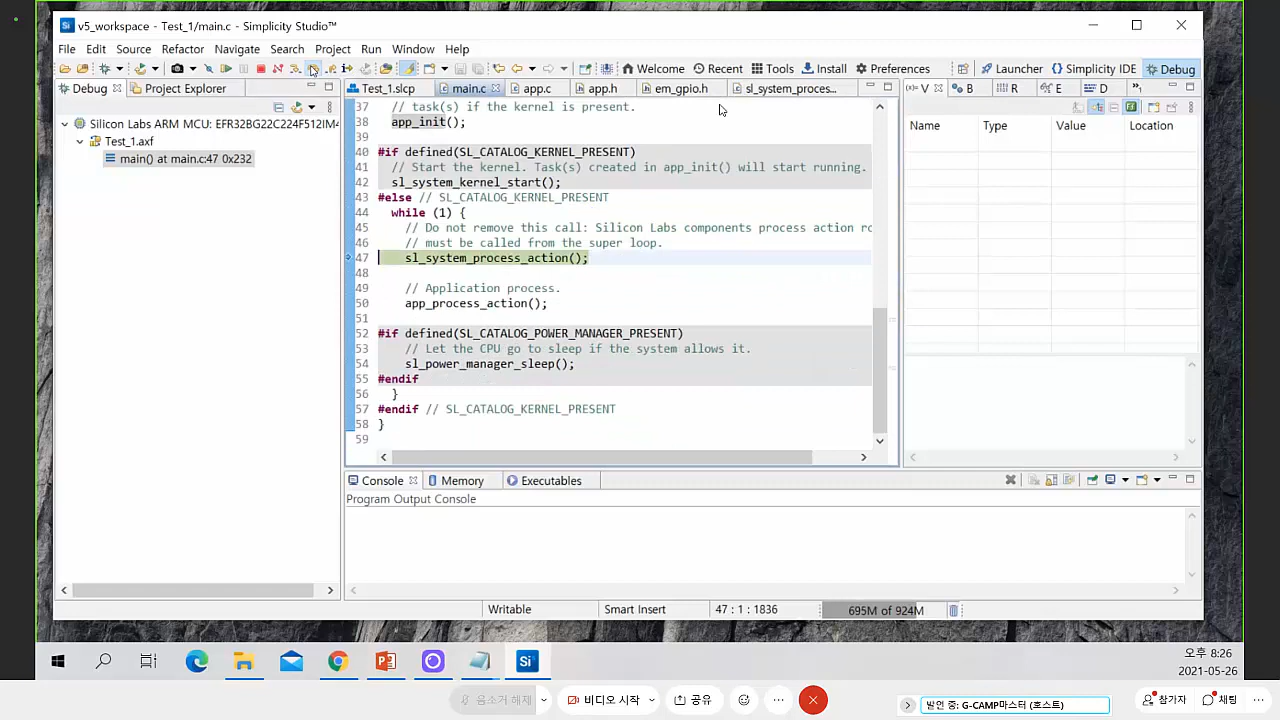 v5_workspace - Test_1/main.c - Simplicity Studio™
File Edit Source Refactor Navigate Search Project Run Window Help
Welcome Recent Tools Install Preferences Launcher Simplicity IDE Debug
Debug Project Explorer
Test_1.slcp main.c app.c app.h em_gpio.h sl_system_proces...
V B R E D
Silicon Labs ARM MCU: EFR32BG22C224F512IM4
Test_1.axf
main() at main.c:47 0x232
Name Type Value Location
37 // task(s) if the kernel is present.
38 app_init();
39
40 #if defined(SL_CATALOG_KERNEL_PRESENT)
41 // Start the kernel. Task(s) created in app_init() will start running.
42 sl_system_kernel_start();
43 #else // SL_CATALOG_KERNEL_PRESENT
44 while (1) {
45 // Do not remove this call: Silicon Labs components process action ro
46 // must be called from the super loop.
47 sl_system_process_action();
48
49 // Application process.
50 app_process_action();
51
52 #if defined(SL_CATALOG_POWER_MANAGER_PRESENT)
53 // Let the CPU go to sleep if the system allows it.
54 sl_power_manager_sleep();
55 #endif
56 }
57 #endif // SL_CATALOG_KERNEL_PRESENT
58 }
59
Console Memory Executables
Program Output Console
Writable Smart Insert 47 : 1 : 1836 695M of 924M
오후 8:26
2021-05-26
음소거 해제 비디오 시작 공유 발언 중: G-CAMP마스터 (호스트) 참가자 채팅